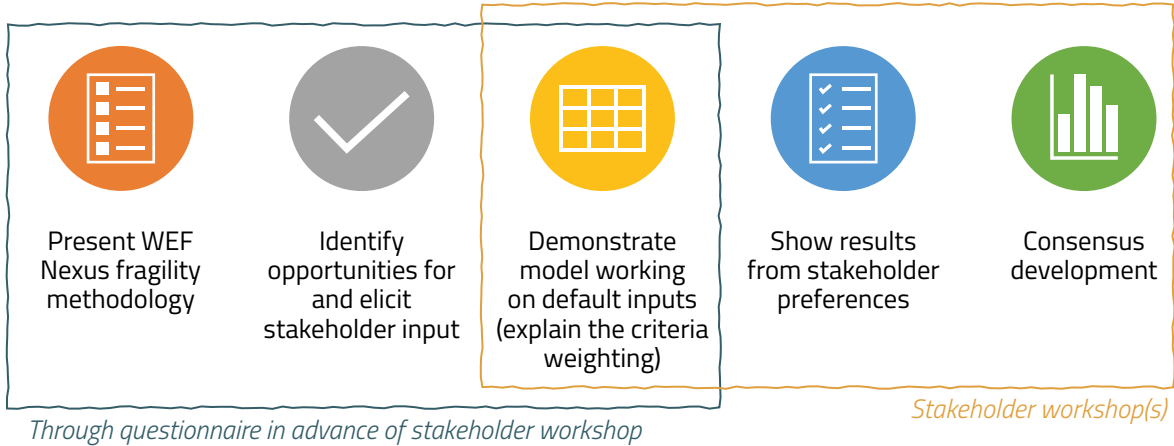 Present WEF
Nexus fragility
methodology
Identify
opportunities for
and elicit
stakeholder input
Demonstrate
model working
on default inputs
(explain the criteria
weighting)
Show results
from stakeholder
preferences
Consensus
development
Stakeholder workshop(s)
Through questionnaire in advance of stakeholder workshop